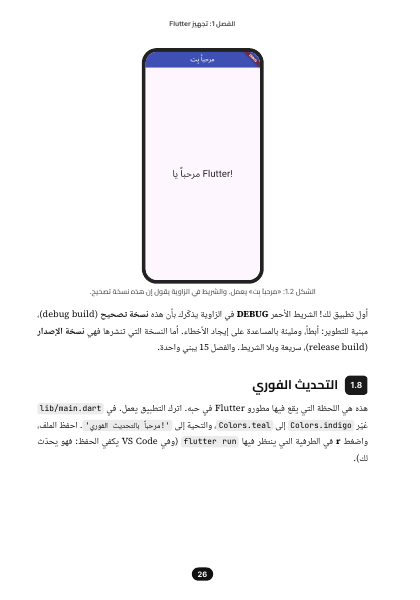 الفصل 1: تجهيز Flutter
مرحباً بِت
DEBUG
مرحباً يا Flutter!
الشكل 1.2: «مرحباً بِت» يعمل. والشريط في الزاوية يقول إن هذه نسخة تصحيح.
أول تطبيق لك! الشريط الأحمر DEBUG في الزاوية يذكّرك بأن هذه نسخة تصحيح (debug build)،
مبنية للتطوير: أبطأ، ومليئة بالمساعدة على إيجاد الأخطاء. أما النسخة التي تنشرها فهي نسخة الإصدار
(release build)، سريعة وبلا الشريط. والفصل 15 يبني واحدة.
1.8 التحديث الفوري
هذه هي اللحظة التي يقع فيها مطورو Flutter في حبه. اترك التطبيق يعمل. في lib/main.dart
غيّر Colors.indigo إلى Colors.teal، والتحية إلى 'مرحباً بالتحديث الفوري!'. احفظ الملف،
واضغط r في الطرفية التي ينتظر فيها flutter run (وفي VS Code يكفي الحفظ: فهو يحدّث
لك).
26